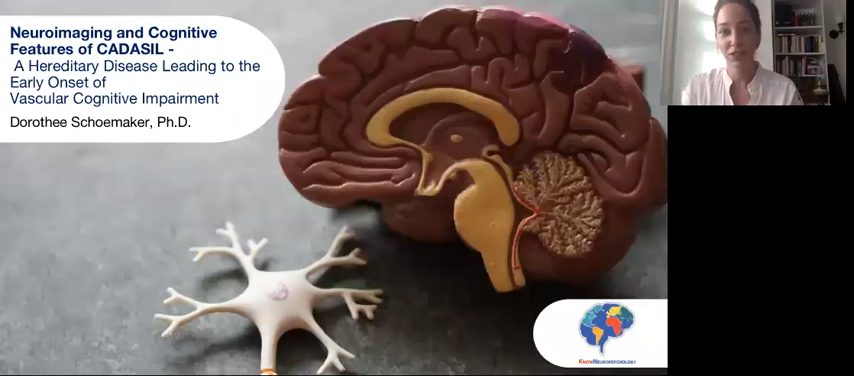 Neuroimaging and Cognitive
Features of CADASIL -
A Hereditary Disease Leading to the
Early Onset of
Vascular Cognitive Impairment
Dorothee Schoemaker, Ph.D.
KnowNeuropsychology